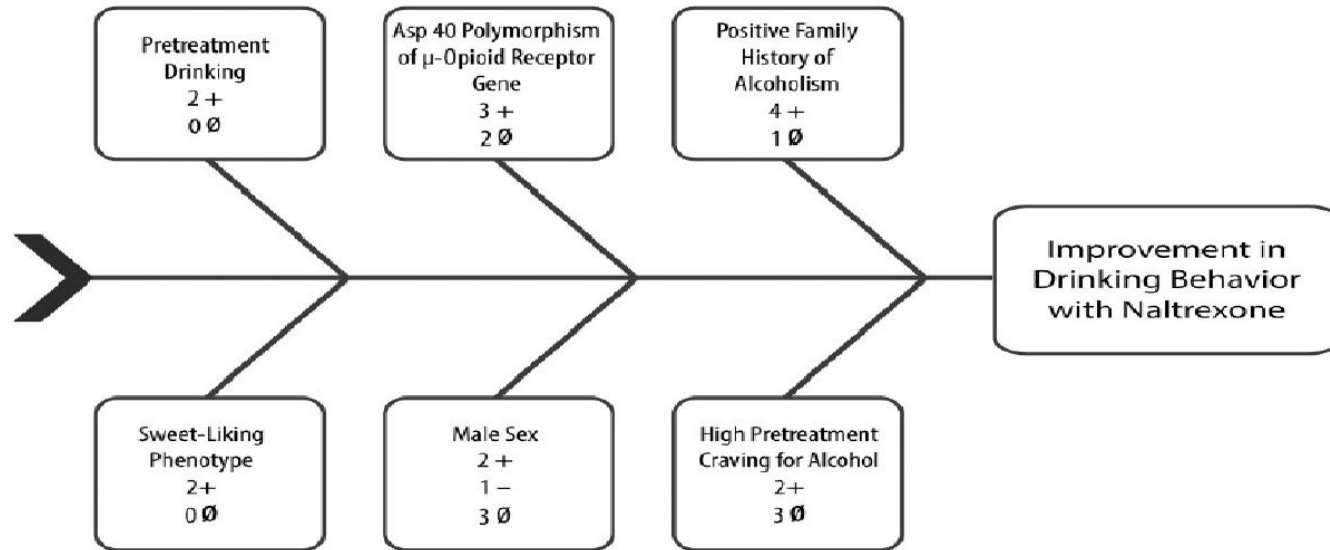 Pretreatment
Drinking
2 +
0 Ø
Asp 40 Polymorphism
of μ-Opioid Receptor
Gene
3 +
2 Ø
Positive Family
History of
Alcoholism
4 +
1 Ø
Improvement in
Drinking Behavior
with Naltrexone
Sweet-Liking
Phenotype
2+
0 Ø
Male Sex
2 +
1 –
3 Ø
High Pretreatment
Craving for Alcohol
2+
3 Ø